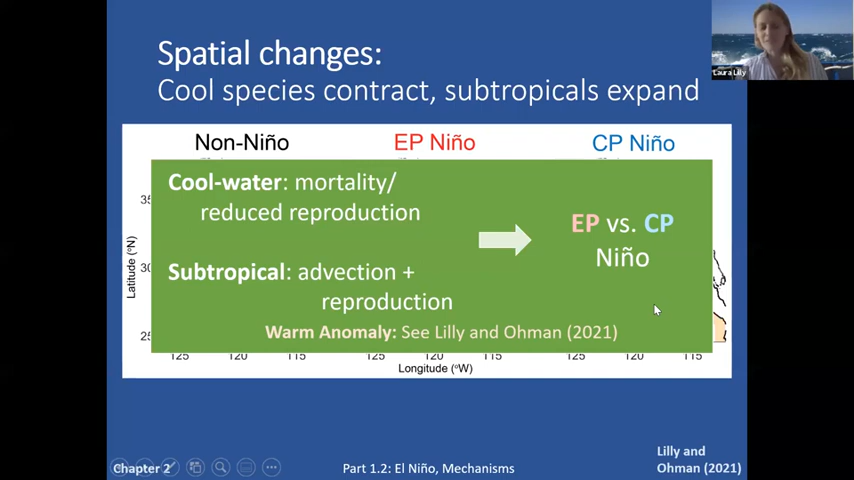 Spatial changes:
Cool species contract, subtropicals expand
Laura Lilly
Non-Niño
EP Niño
CP Niño
Cool-water: mortality/
reduced reproduction
Subtropical: advection +
reproduction
Warm Anomaly: See Lilly and Ohman (2021)
EP vs. CP
Niño
Latitude (°N)
35
30
25
125 120 115
125 120 115
125 120 115
Longitude (°W)
Chapter 2
Part 1.2: El Niño, Mechanisms
Lilly and
Ohman (2021)